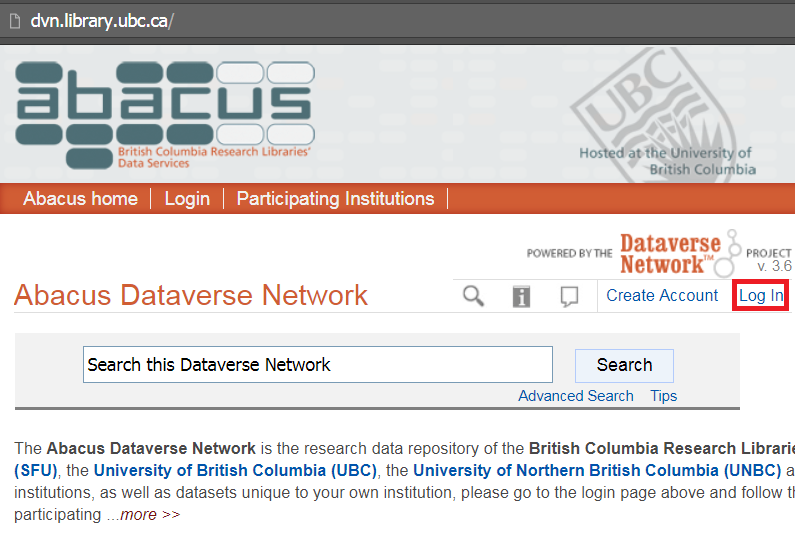 dvn.library.ubc.ca/
abacus
British Columbia Research Libraries'
Data Services
UBC
Hosted at the University of
British Columbia
Abacus home Login Participating Institutions
POWERED BY THE Dataverse Network™ PROJECT
v. 3.6
Abacus Dataverse Network
Create Account Log In
Search this Dataverse Network Search
Advanced Search Tips
The Abacus Dataverse Network is the research data repository of the British Columbia Research
(SFU), the University of British Columbia (UBC), the University of Northern British Columbia (UNBC) a
institutions, as well as datasets unique to your own institution, please go to the login page above and follow
participating ...more >>